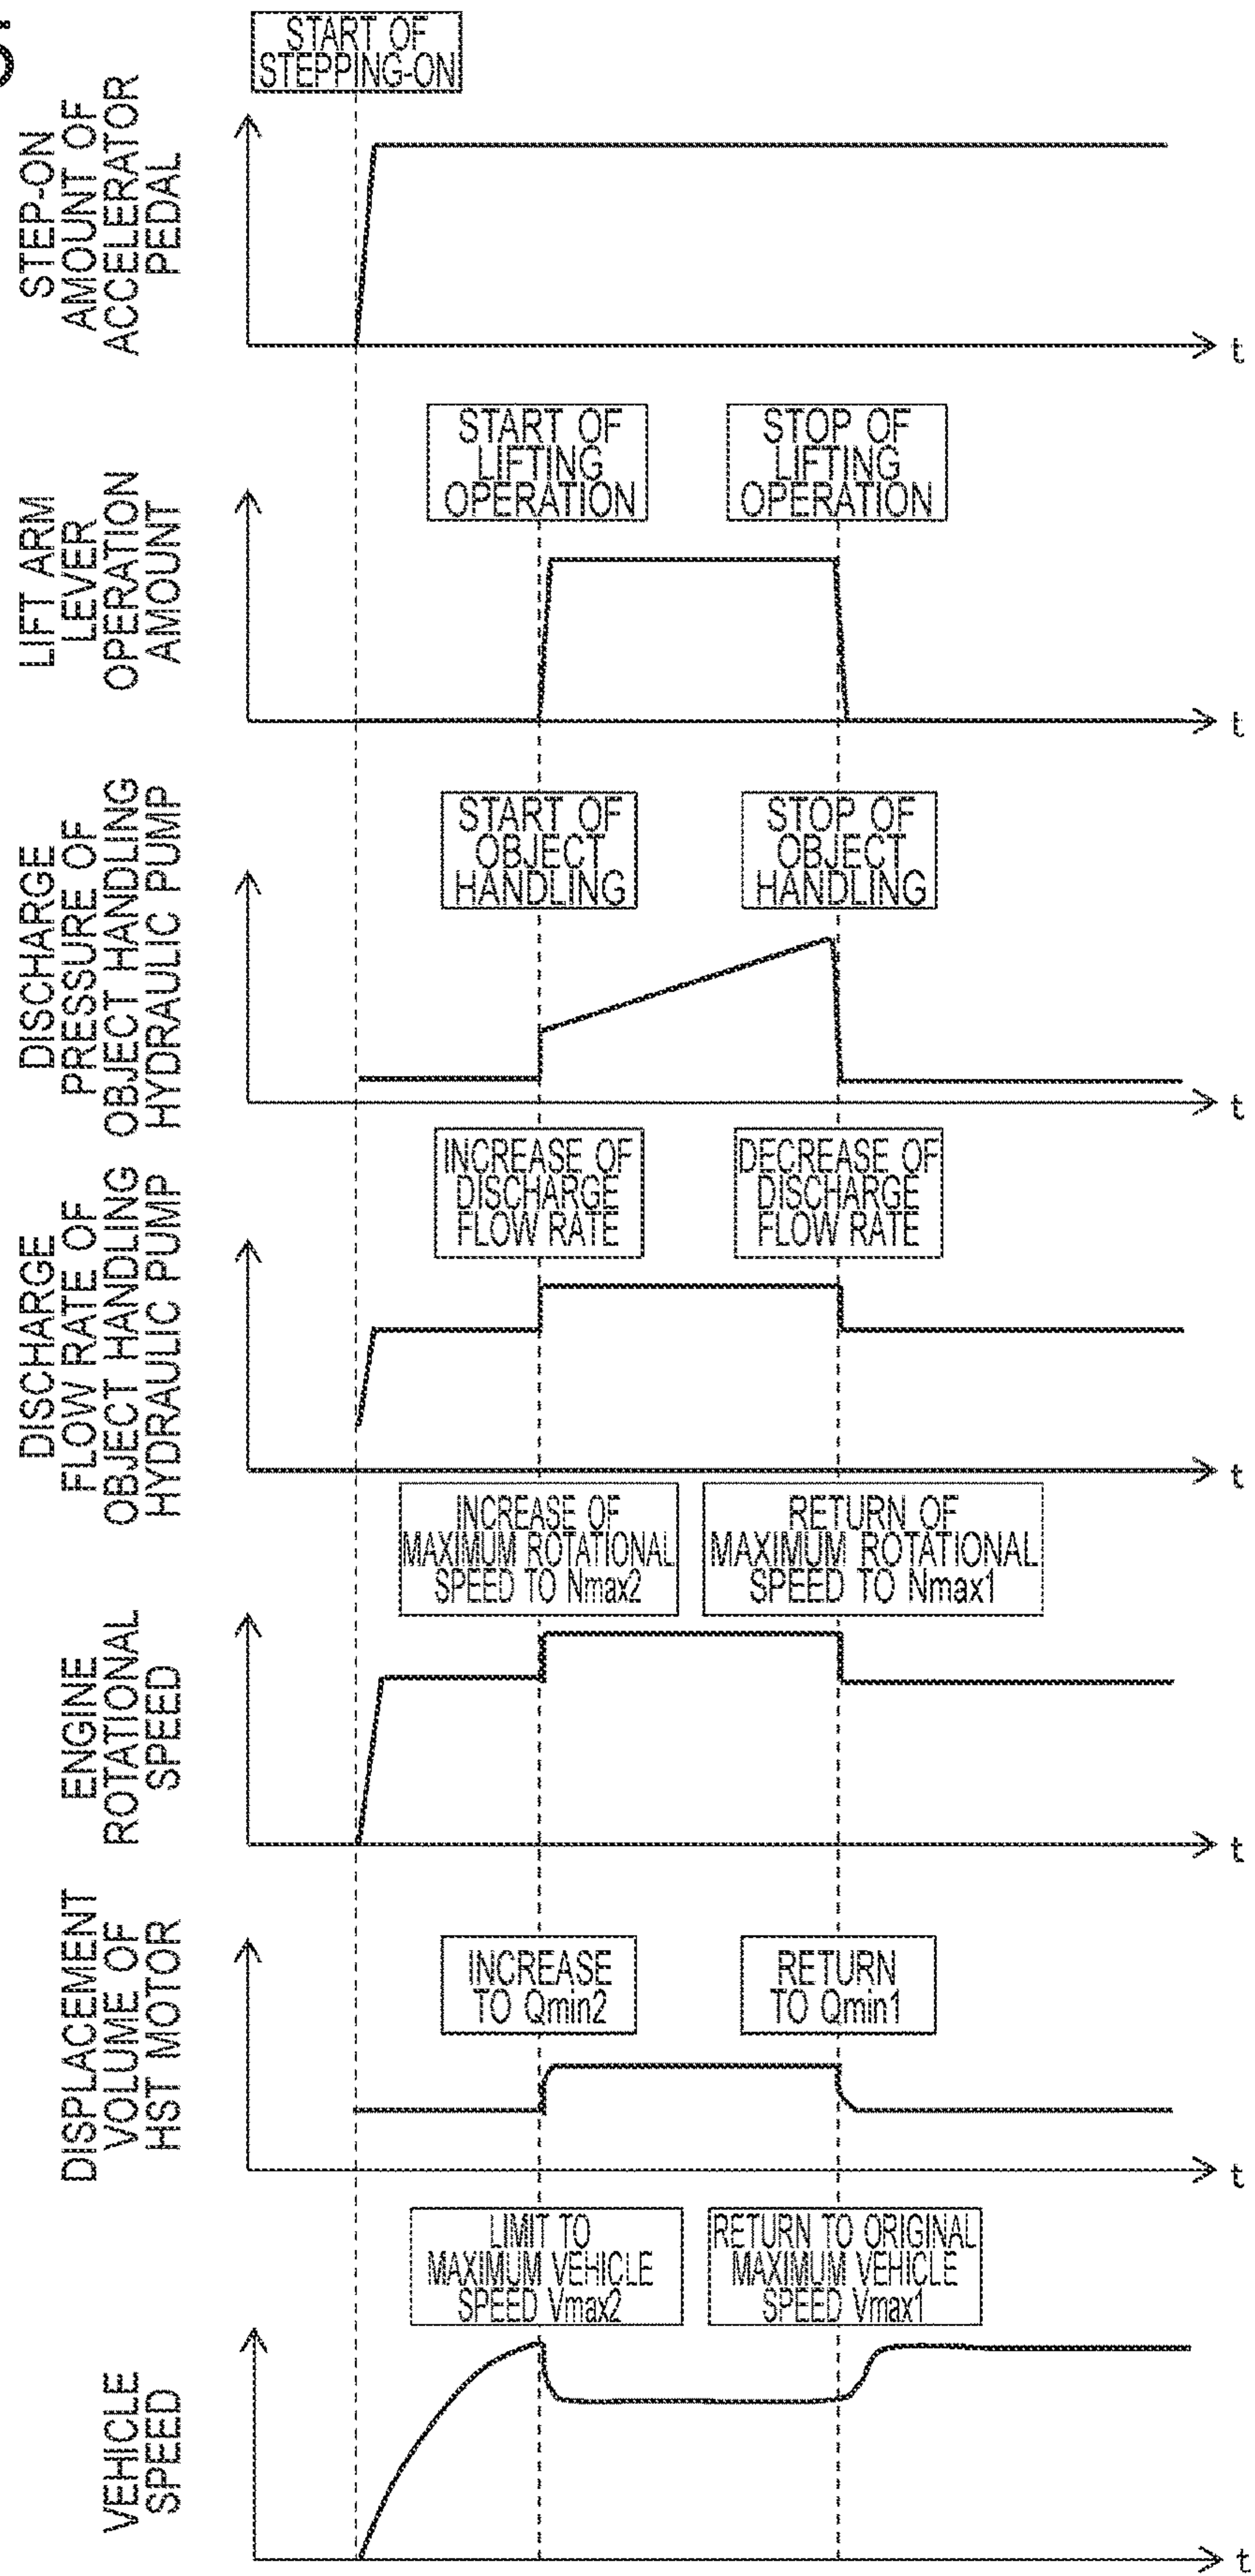 START OF
STEPPING-ON
STEP-ON
AMOUNT OF
ACCELERATOR
PEDAL
t
START OF
LIFTING
OPERATION
STOP OF
LIFTING
OPERATION
LIFT ARM
LEVER
OPERATION
AMOUNT
t
START OF
OBJECT
HANDLING
STOP OF
OBJECT
HANDLING
DISCHARGE
PRESSURE OF
OBJECT HANDLING
HYDRAULIC PUMP
t
INCREASE OF
DISCHARGE
FLOW RATE
DECREASE OF
DISCHARGE
FLOW RATE
DISCHARGE
FLOW RATE OF
OBJECT HANDLING
HYDRAULIC PUMP
t
INCREASE OF
MAXIMUM ROTATIONAL
SPEED TO Nmax2
RETURN OF
MAXIMUM ROTATIONAL
SPEED TO Nmax1
ENGINE
ROTATIONAL
SPEED
t
INCREASE
TO Qmin2
RETURN
TO Qmin1
DISPLACEMENT
VOLUME OF
HST MOTOR
t
LIMIT TO
MAXIMUM VEHICLE
SPEED Vmax2
RETURN TO ORIGINAL
MAXIMUM VEHICLE
SPEED Vmax1
VEHICLE
SPEED
t